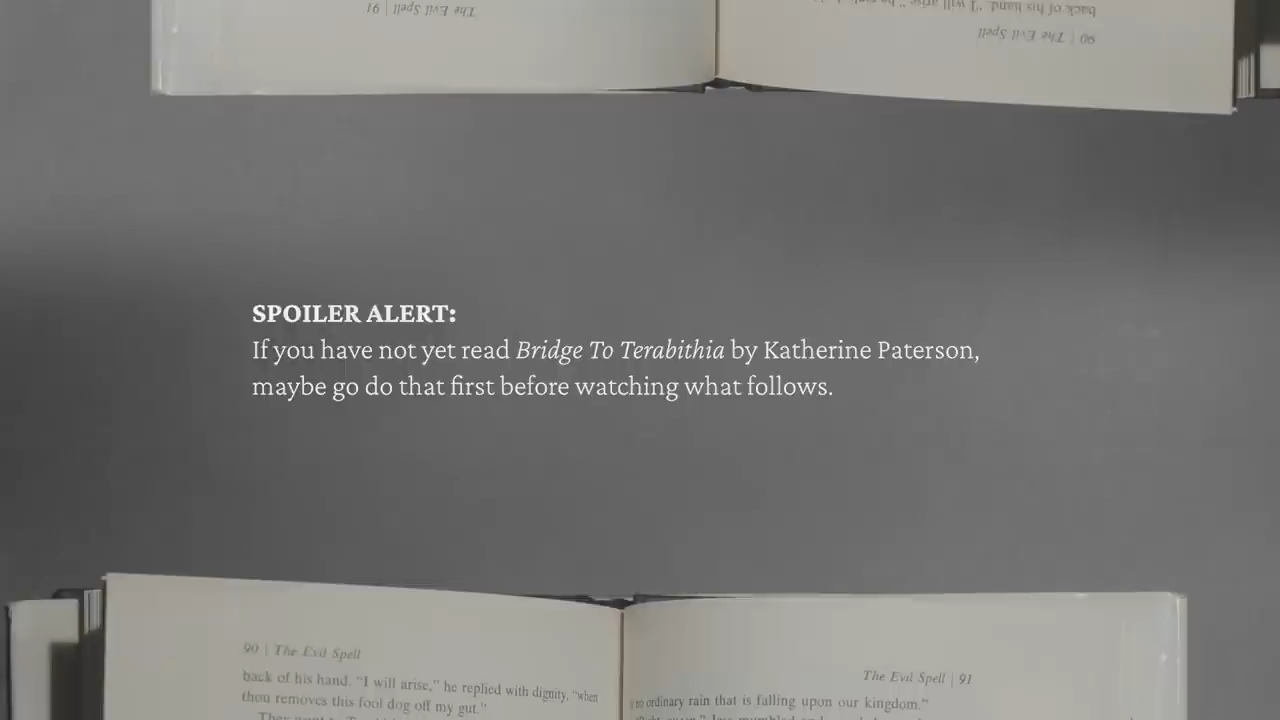 The Evil Spell | 91
back of his hand. "I will arise,"
90 | The Evil Spell
SPOILER ALERT:
If you have not yet read Bridge To Terabithia by Katherine Paterson,
maybe go do that first before watching what follows.
90 | The Evil Spell
back of his hand. "I will arise," he replied with dignity, "when
thou removes this fool dog off my gut."
The Evil Spell | 91
no ordinary rain that is falling upon our kingdom."